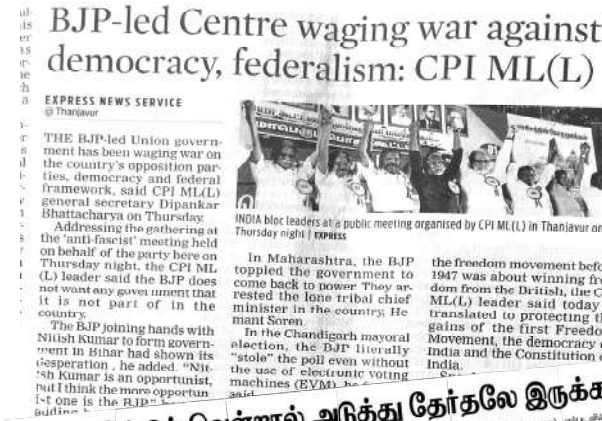 BJP-led Centre waging war against
democracy, federalism: CPI ML(L)
EXPRESS NEWS SERVICE
@ Thanjavur
THE BJP-led Union govern-
ment has been waging war on
the country's opposition par-
ties, democracy and federal
framework, said CPI ML(L)
general secretary Dipankar
Bhattacharya on Thursday.
Addressing the gathering at
the 'anti-fascist' meeting held
on behalf of the party here on
Thursday night, the CPI ML
(L) leader said the BJP does
not want any government that
it is not part of in the
country.
The BJP joining hands with
Nitish Kumar to form govern-
ment in Bihar had shown its
desperation, he added. "Nit-
ish Kumar is an opportunist,
but I think the more opportun
ist one is the BJP"
adding
INDIA bloc leaders at a public meeting organised by CPI ML(L) in Thanjavur on
Thursday night | EXPRESS
In Maharashtra, the BJP
toppled the government to
come back to power. They ar-
rested the lone tribal chief
minister in the country, He
mant Soren.
In the Chandigarh mayoral
election, the BJP literally
"stole" the poll even without
the use of electronic voting
machines (EVM)
said
the freedom movement befo
1947 was about winning fre
dom from the British, the C
ML(L) leader said today
translated to protecting t
gains of the first Freedo
Movement, the democracy
India and the Constitution
India.
வென்றால் அடுத்து தேர்தலே இருக்க